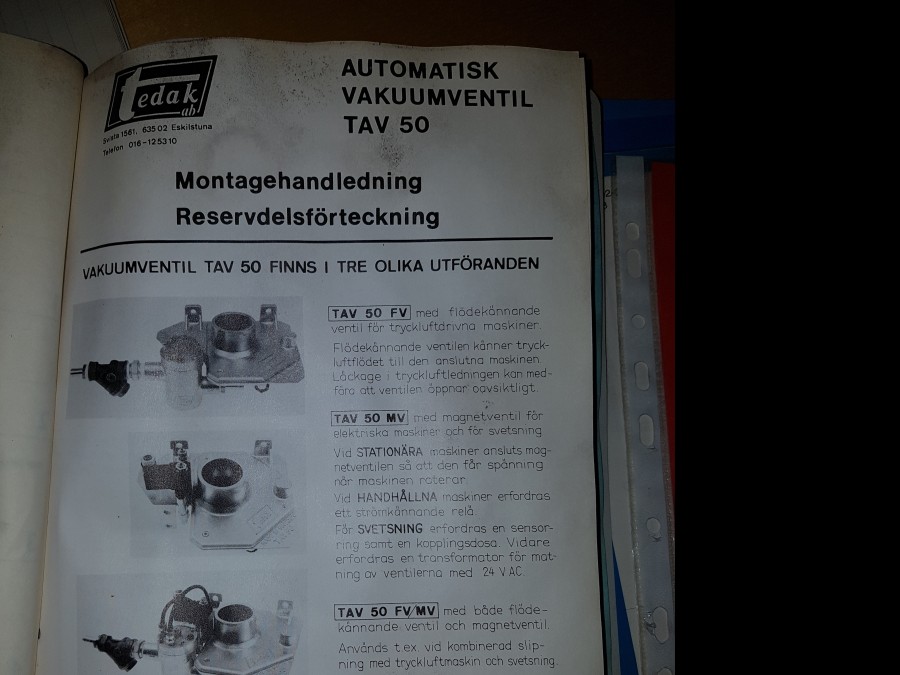 tedak
ab
Svista 1561, 635 02 Eskilstuna
Telefon 016-125310
AUTOMATISK
VAKUUMVENTIL
TAV 50
Montagehandledning
Reservdelsförteckning
VAKUUMVENTIL TAV 50 FINNS I TRE OLIKA UTFÖRANDEN
TAV 50 FV med flödekännande
ventil för tryckluftdrivna maskiner.
Flödekännande ventilen känner tryck-
luftflödet till den anslutna maskinen.
Läckage i tryckluftledningen kan med-
föra att ventilen öppnar oavsiktligt.
TAV 50 MV med magnetventil för
elektriska maskiner och för svetsning
Vid STATIONÄRA maskiner ansluts mag-
netventilen så att den får spänning
när maskinen roterar.
Vid HANDHÅLLNA maskiner erfordras
ett strömkännande relä.
För SVETSNING erfordras en sensor-
ring samt en kopplingsdosa. Vidare
erfordras en transformator för mat-
ning av ventilerna med 24 V AC.
TAV 50 FV/MV med både flöde-
kännande ventil och magnetventil.
Används t.ex vid kombinerad slip-
ning med tryckluftmaskin och svetsning.